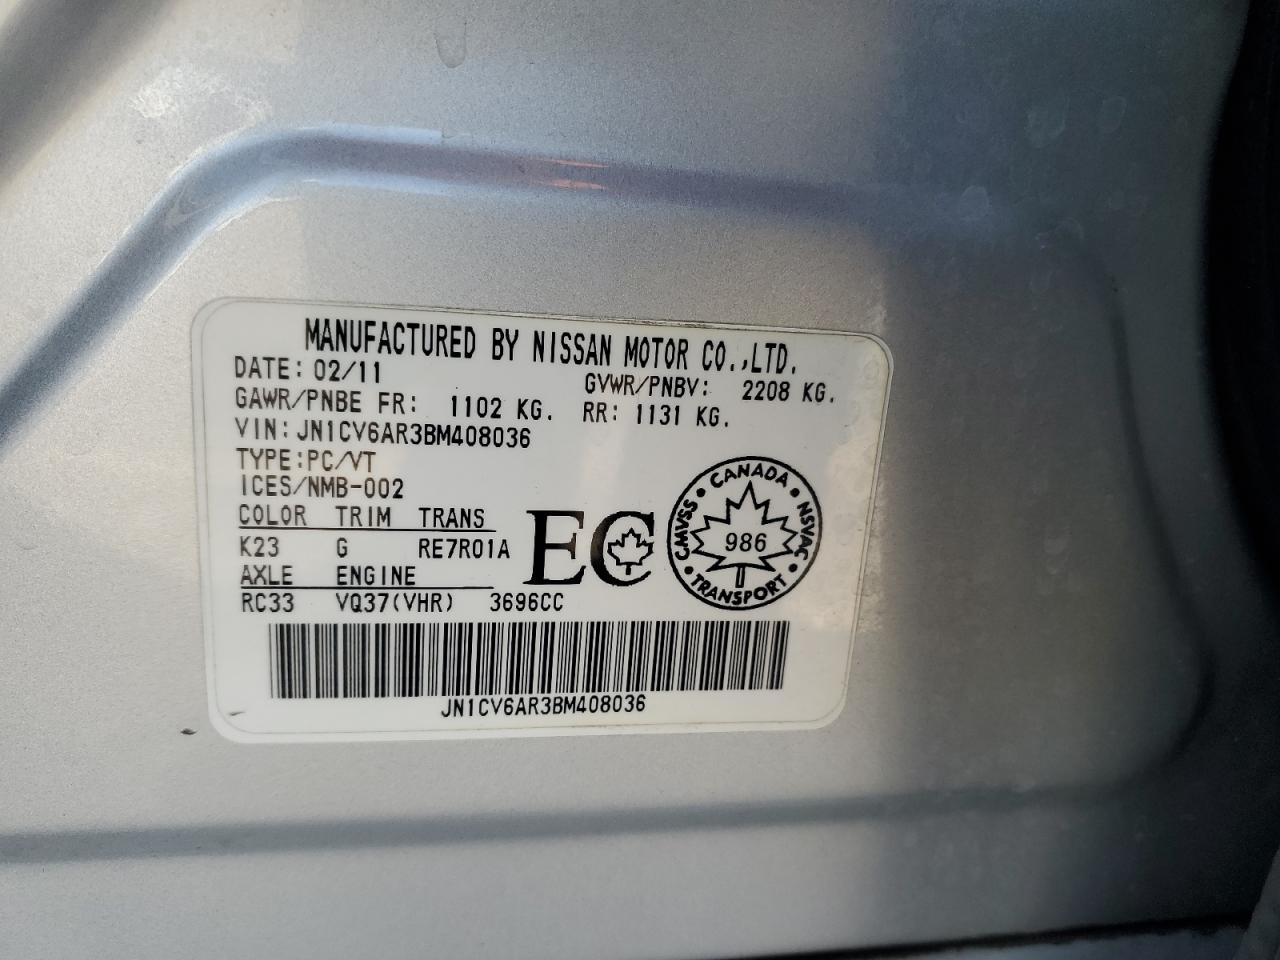 MANUFACTURED BY NISSAN MOTOR CO.,LTD.
DATE: 02/11 GVWR/PNBV: 2208 KG.
GAWR/PNBE FR: 1102 KG. RR: 1131 KG.
VIN: JN1CV6AR3BM408036
TYPE:PC/VT
ICES/NMB-002
COLOR TRIM TRANS
K23 G RE7R01A
AXLE ENGINE
RC33 VQ37(VHR) 3696CC
EC
CANADA
CMVSS • 986 • NSVAC
TRANSPORT
JN1CV6AR3BM408036